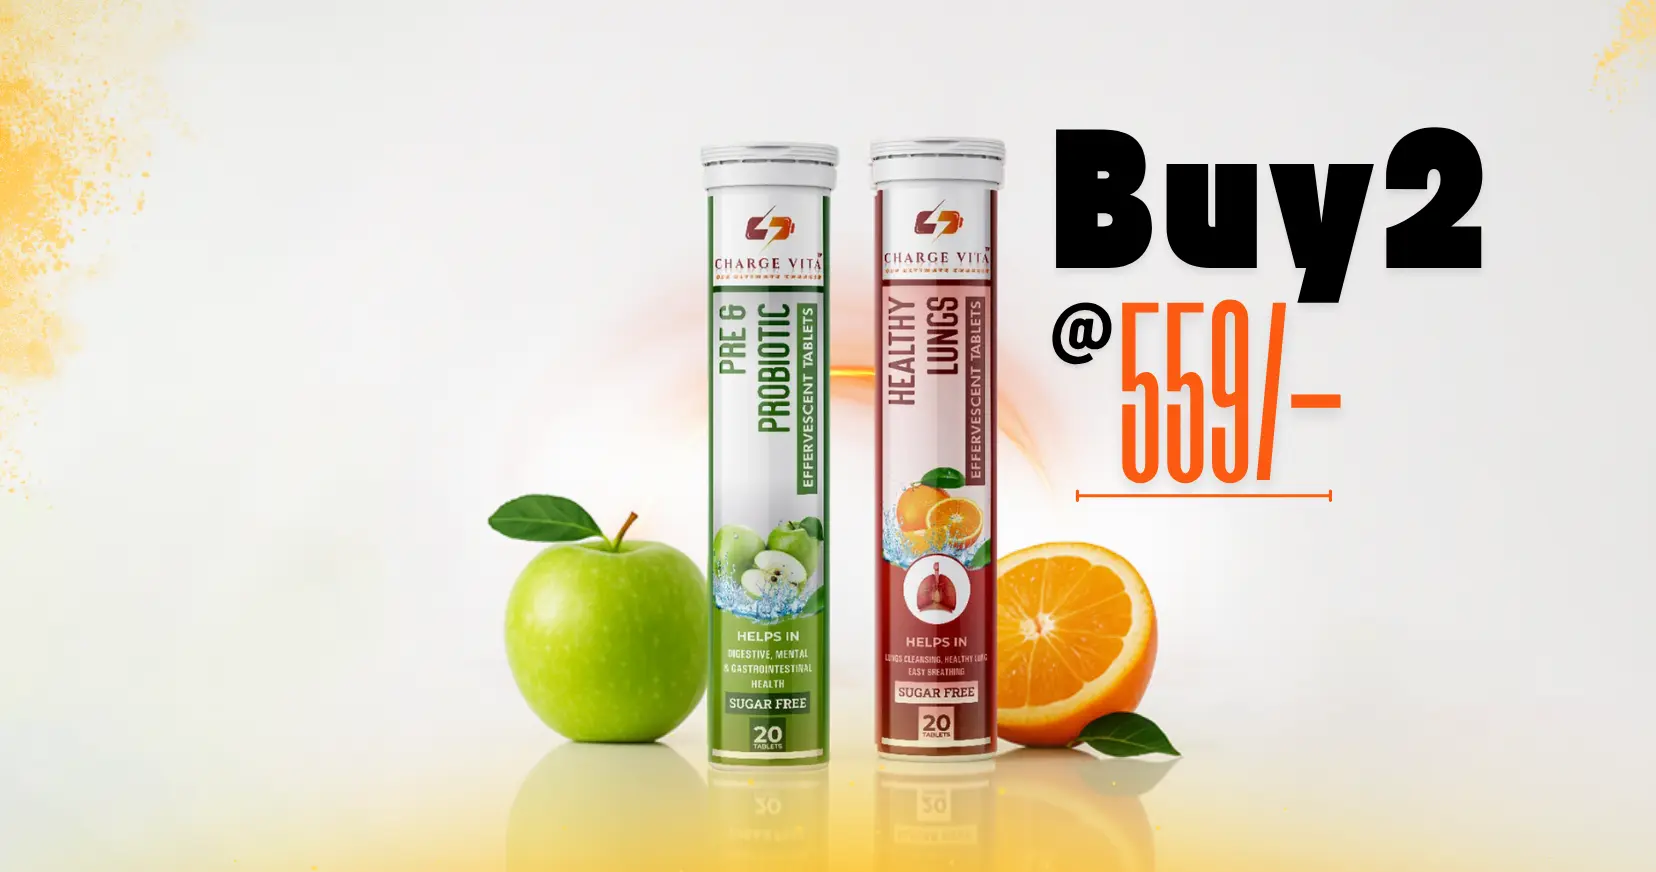 CHARGE VITA
PRE &
PROBIOTIC
EFFERVESCENT TABLETS
HELPS IN
DIGESTIVE, MENTAL
& GASTROINTESTINAL
HEALTH
SUGAR FREE
20
TABLETS
CHARGE VITA
HEALTHY
LUNGS
EFFERVESCENT TABLETS
HELPS IN
LUNGS CLEANSING, HEALTHY LUNG
EASY BREATHING
SUGAR FREE
20
TABLETS
Buy2
@559/-